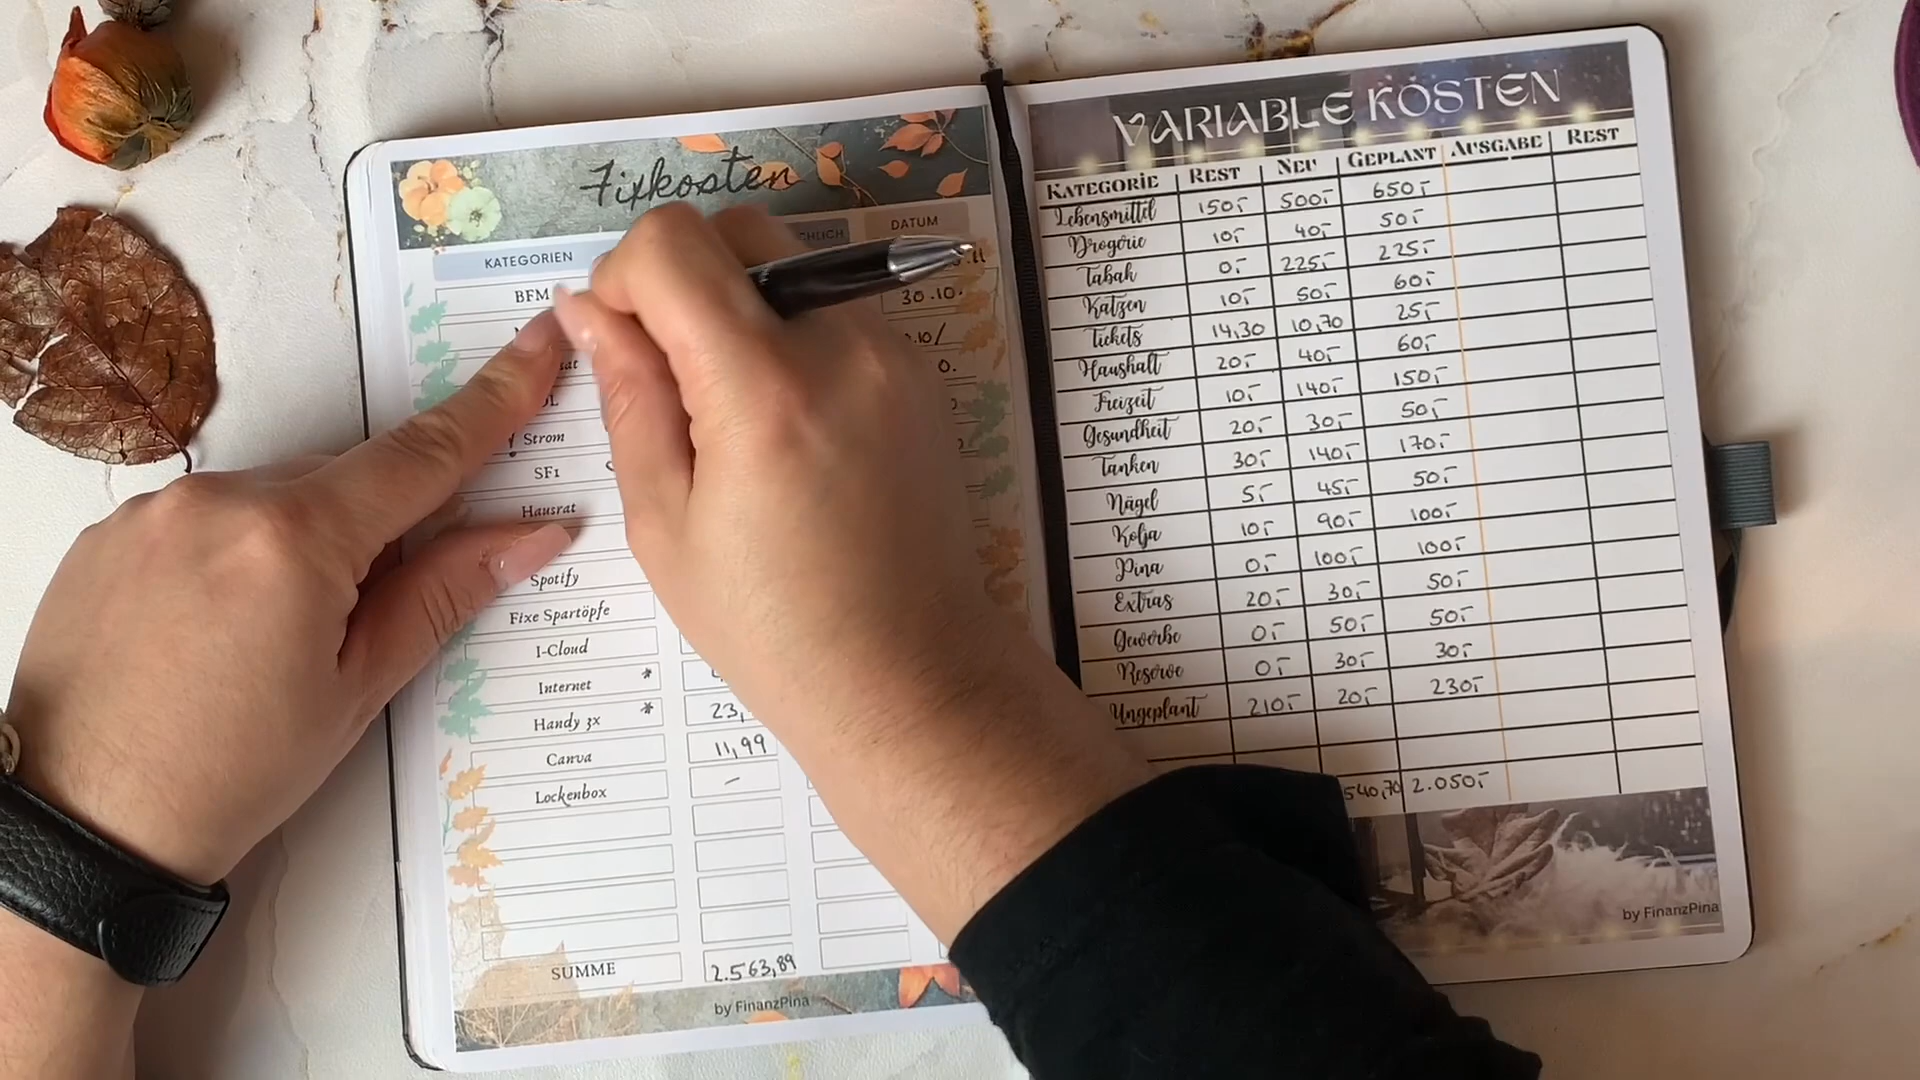 Fixkosten
KATEGORIEN DATUM
BFM 30.10.
Strom
SF1
Hausrat
Spotify
Fixe Spartöpfe
I-Cloud
Internet *
Handy 3x * 23,
Canva 11,99
Lockenbox –
SUMME 2.563,89
by FinanzPina
VARIABLE KOSTEN
KATEGORIE REST NEU GEPLANT AUSGABE REST
Lebensmittel 150,- 500,- 650,-
Drogerie 10,- 40,- 50,-
Tabak 0,- 225,- 225,-
Katzen 10,- 50,- 60,-
Tickets 14,30 10,70 25,-
Haushalt 20,- 40,- 60,-
Freizeit 10,- 140,- 150,-
Gesundheit 20,- 30,- 50,-
Tanken 30,- 140,- 170,-
Nägel 5,- 45,- 50,-
Kolja 10,- 90,- 100,-
Pina 0,- 100,- 100,-
Extras 20,- 30,- 50,-
Gewerbe 0,- 50,- 50,-
Reserve 0,- 30,- 30,-
Ungeplant 210,- 20,- 230,-
540,70 2.050,-
by FinanzPina